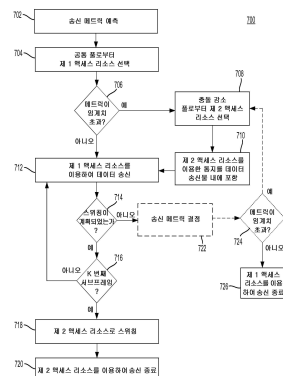 700
702
송신 메트릭 예측
704
공통 풀로부터
제 1 액세스 리소스 선택
706
메트릭이
임계치
초과?
예
아니오
708
충돌 감소
풀로부터 제 2 액세스
리소스 선택
710
제 2 액세스 리소스를
이용한 통지를 데이터
송신물 내에 포함
712
제 1 액세스 리소스를
이용하여 데이터 송신
714
스위칭이
계획되었는가
?
아니오
예
송신 메트릭 결정
722
메트릭이
임계치
초과?
724
예
아니오
716
K 번째
서브프레임
?
아니오
예
726
제 1 액세스
리소스를 이용
하여 송신 종료
718
제 2 액세스 리소스로 스위칭
720
제 2 액세스 리소스를 이용하여 송신 종료